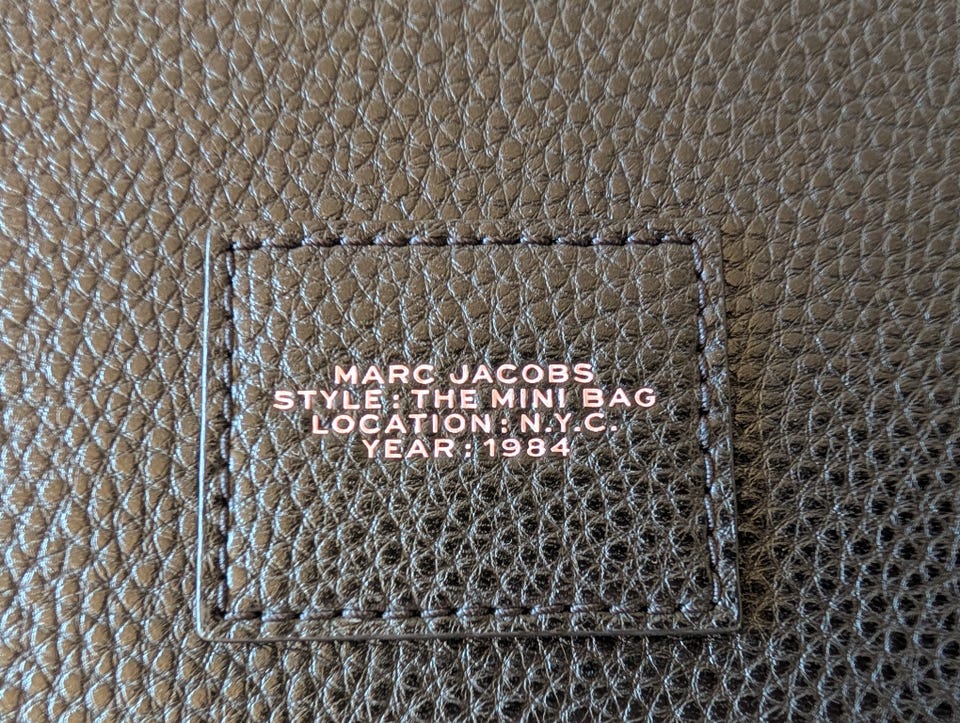 MARC JACOBS
STYLE : THE MINI BAG
LOCATION : N.Y.C.
YEAR : 1984